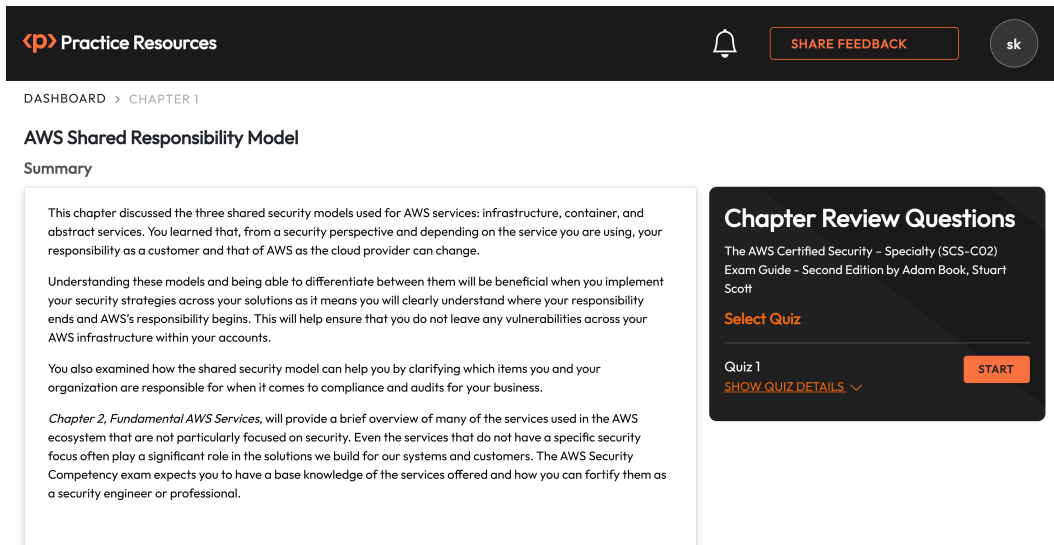 <p> Practice Resources
SHARE FEEDBACK
sk
DASHBOARD > CHAPTER 1
AWS Shared Responsibility Model
Summary
This chapter discussed the three shared security models used for AWS services: infrastructure, container, and
abstract services. You learned that, from a security perspective and depending on the service you are using, your
responsibility as a customer and that of AWS as the cloud provider can change.
Understanding these models and being able to differentiate between them will be beneficial when you implement
your security strategies across your solutions as it means you will clearly understand where your responsibility
ends and AWS's responsibility begins. This will help ensure that you do not leave any vulnerabilities across your
AWS infrastructure within your accounts.
You also examined how the shared security model can help you by clarifying which items you and your
organization are responsible for when it comes to compliance and audits for your business.
Chapter 2, Fundamental AWS Services, will provide a brief overview of many of the services used in the AWS
ecosystem that are not particularly focused on security. Even the services that do not have a specific security
focus often play a significant role in the solutions we build for our systems and customers. The AWS Security
Competency exam expects you to have a base knowledge of the services offered and how you can fortify them as
a security engineer or professional.
Chapter Review Questions
The AWS Certified Security – Specialty (SCS-C02)
Exam Guide - Second Edition by Adam Book, Stuart
Scott
Select Quiz
Quiz 1
SHOW QUIZ DETAILS
START